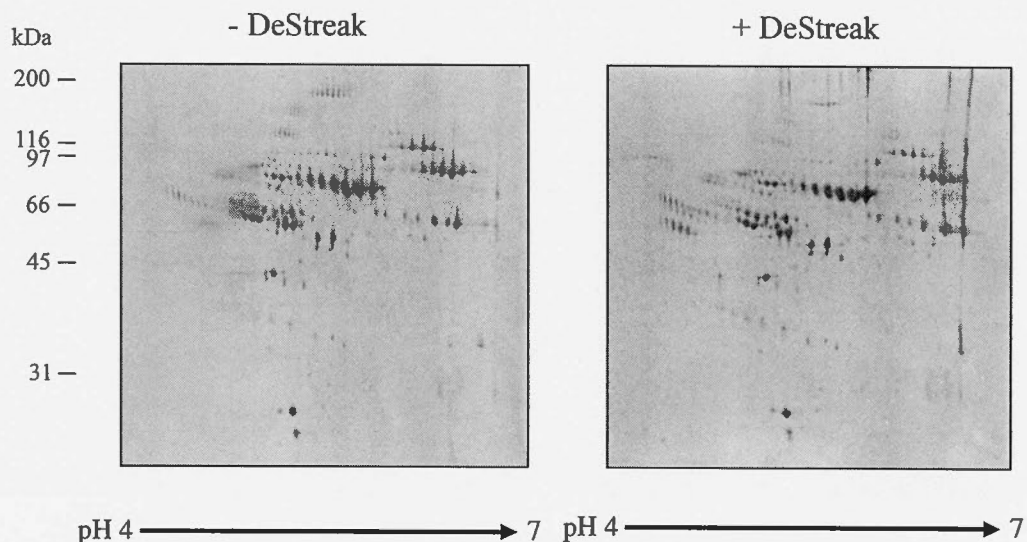 - DeStreak
+ DeStreak
kDa
200 –
116 –
97 –
66 –
45 –
31 –
pH 4
7
pH 4
7